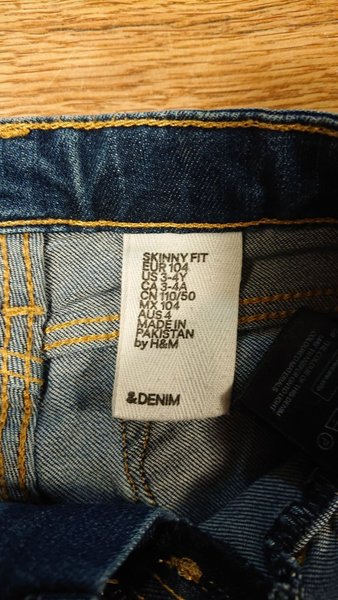 SKINNY FIT
EUR 104
US 3-4Y
CA 3-4A
CN 110/50
MX 104
AUS 4
MADE IN
PAKISTAN
by H&M
&DENIM